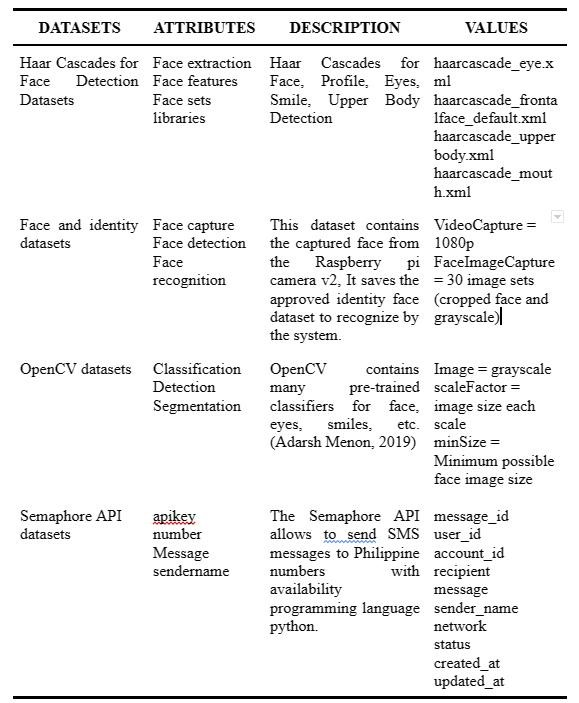 DATASETS ATTRIBUTES DESCRIPTION VALUES
Haar Cascades for
Face Detection
Datasets
Face extraction
Face features
Face sets
libraries
Haar Cascades for
Face, Profile, Eyes,
Smile, Upper Body
Detection
haarcascade_eye.x
ml
haarcascade_fronta
lface_default.xml
haarcascade_upper
body.xml
haarcascade_mout
h.xml
Face and identity
datasets
Face capture
Face detection
Face
recognition
This dataset contains
the captured face from
the Raspberry pi
camera v2, It saves the
approved identity face
dataset to recognize by
the system.
VideoCapture =
1080p
FaceImageCapture
= 30 image sets
(cropped face and
grayscale)
OpenCV datasets
Classification
Detection
Segmentation
OpenCV contains
many pre-trained
classifiers for face,
eyes, smiles, etc.
(Adarsh Menon, 2019)
Image = grayscale
scaleFactor =
image size each
scale
minSize =
Minimum possible
face image size
Semaphore API
datasets
apikey
number
Message
sendername
The Semaphore API
allows to send SMS
messages to Philippine
numbers with
availability
programming language
python.
message_id
user_id
account_id
recipient
message
sender_name
network
status
created_at
updated_at